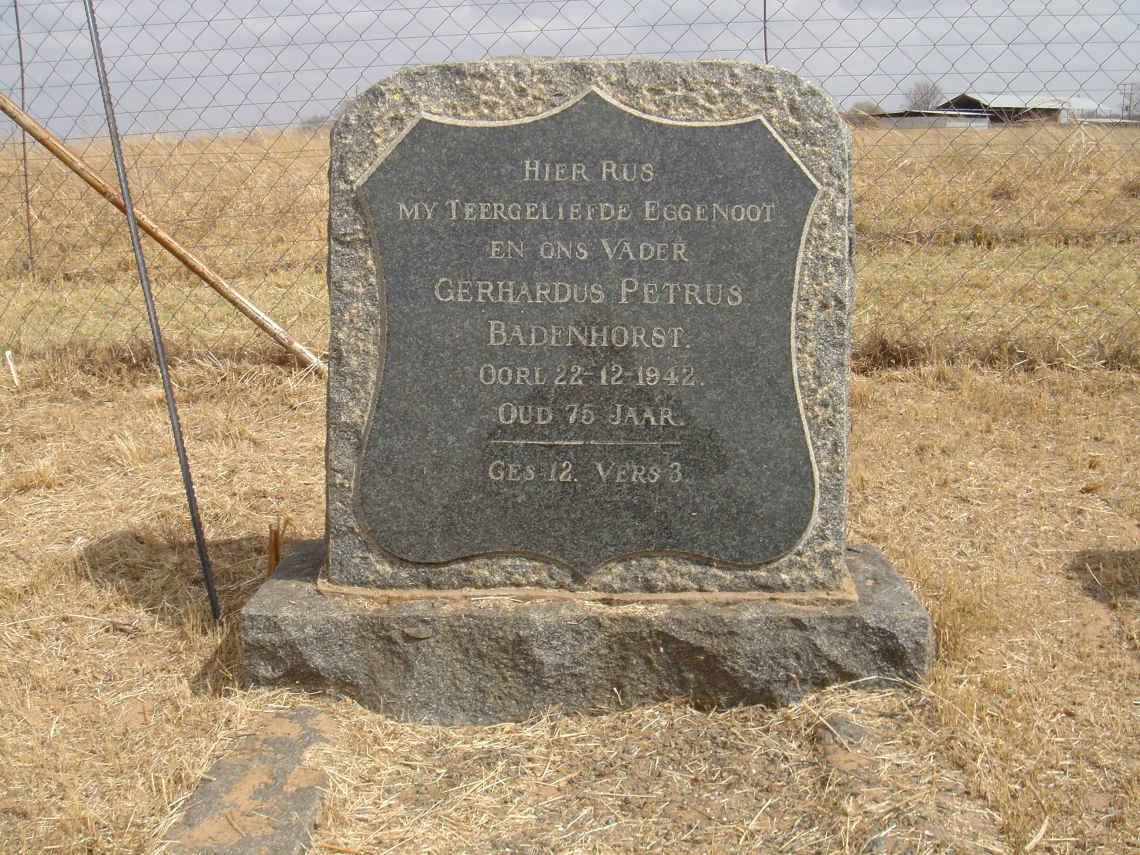 HIER RUS
MY TEERGELIEFDE EGGENOOT
EN ONS VADER
GERHARDUS PETRUS
BADENHORST.
OORL 22-12-1942.
OUD 75 JAAR.
GES 12. VERS 3.